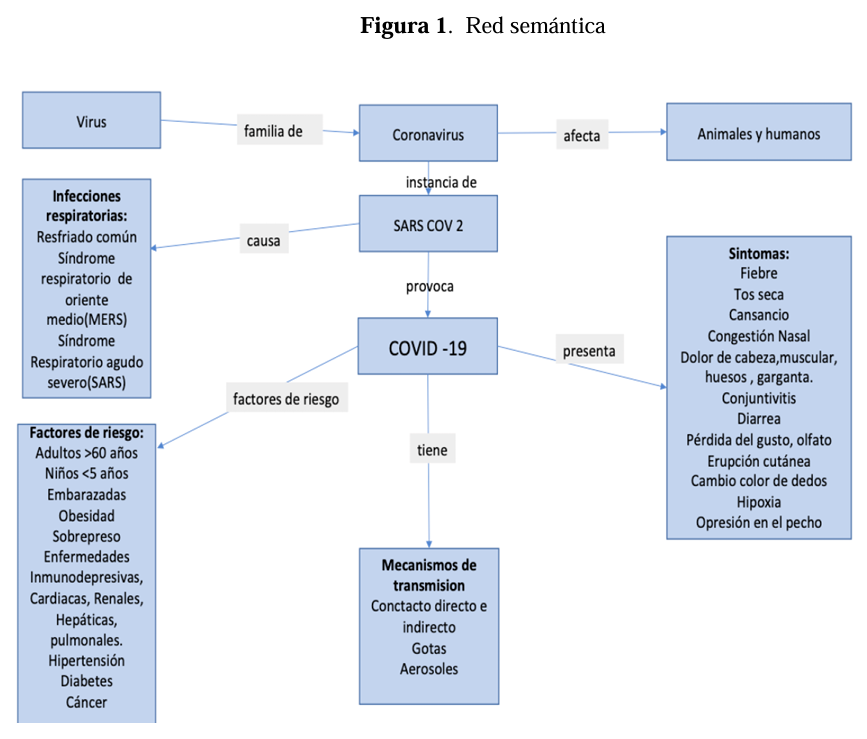 Figura 1. Red semántica
Virus
familia de
Coronavirus
afecta
Animales y humanos
instancia de
Infecciones
respiratorias:
Resfriado común
Síndrome
respiratorio de
oriente
medio(MERS)
Síndrome
Respiratorio agudo
severo(SARS)
causa
SARS COV 2
provoca
COVID -19
presenta
Sintomas:
Fiebre
Tos seca
Cansancio
Congestión Nasal
Dolor de cabeza,muscular,
huesos , garganta.
Conjuntivitis
Diarrea
Pérdida del gusto, olfato
Erupción cutánea
Cambio color de dedos
Hipoxia
Opresión en el pecho
factores de riesgo
Factores de riesgo:
Adultos >60 años
Niños <5 años
Embarazadas
Obesidad
Sobrepreso
Enfermedades
Inmunodepresivas,
Cardiacas, Renales,
Hepáticas,
pulmonales.
Hipertensión
Diabetes
Cáncer
tiene
Mecanismos de
transmision
Conctacto directo e
indirecto
Gotas
Aerosoles